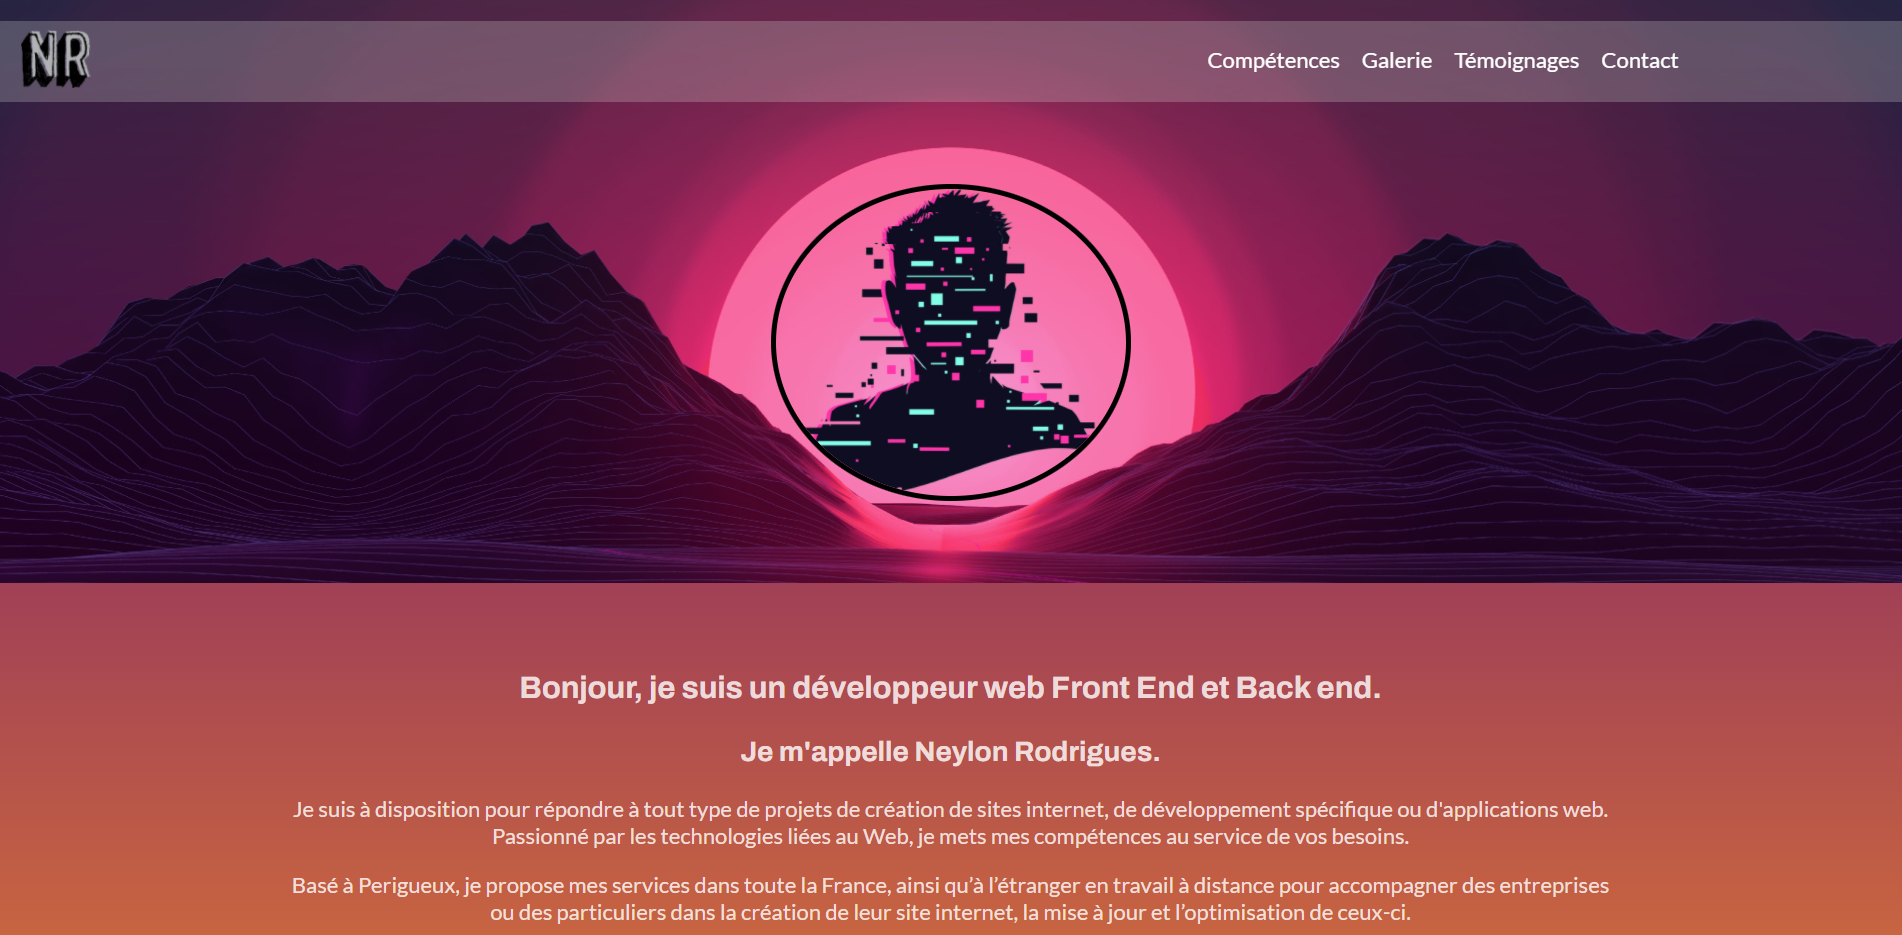 NR
Compétences Galerie Témoignages Contact
Bonjour, je suis un développeur web Front End et Back end.
Je m'appelle Neylon Rodrigues.
Je suis à disposition pour répondre à tout type de projets de création de sites internet, de développement spécifique ou d'applications web.
Passionné par les technologies liées au Web, je mets mes compétences au service de vos besoins.
Basé à Perigueux, je propose mes services dans toute la France, ainsi qu’à l’étranger en travail à distance pour accompagner des entreprises
ou des particuliers dans la création de leur site internet, la mise à jour et l’optimisation de ceux-ci.